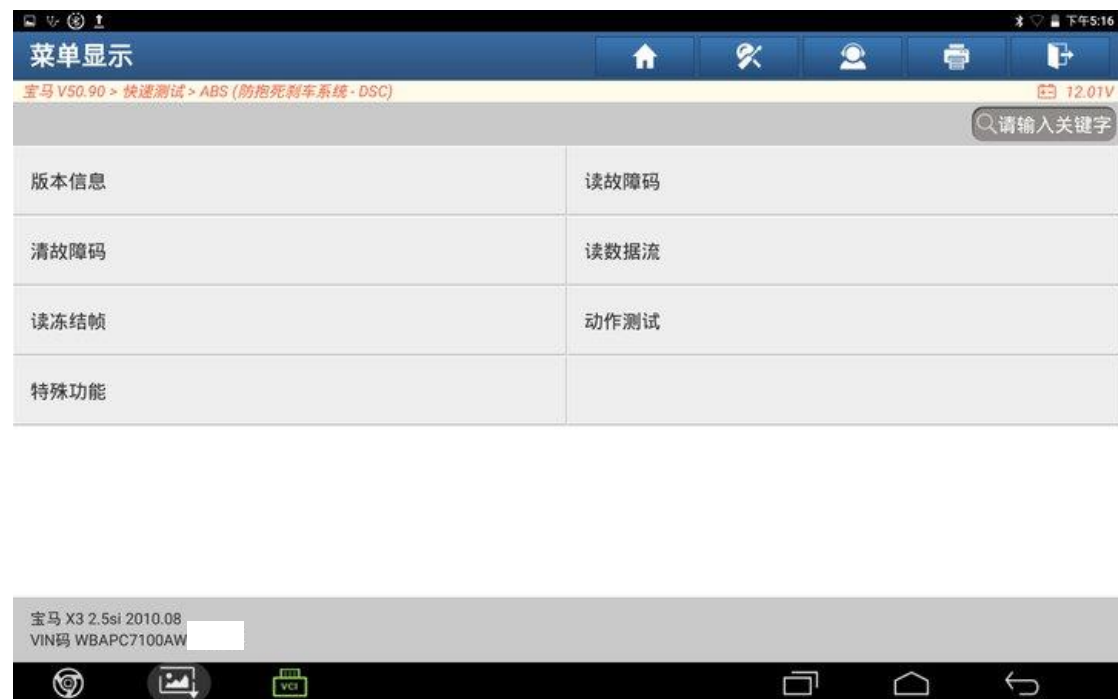 下午5:16
菜单显示
宝马 V50.90 > 快速测试 > ABS (防抱死刹车系统 - DSC)
12.01V
请输入关键字
版本信息
读故障码
清故障码
读数据流
读冻结帧
动作测试
特殊功能
宝马 X3 2.5si 2010.08
VIN码 WBAPC7100AW
VCI